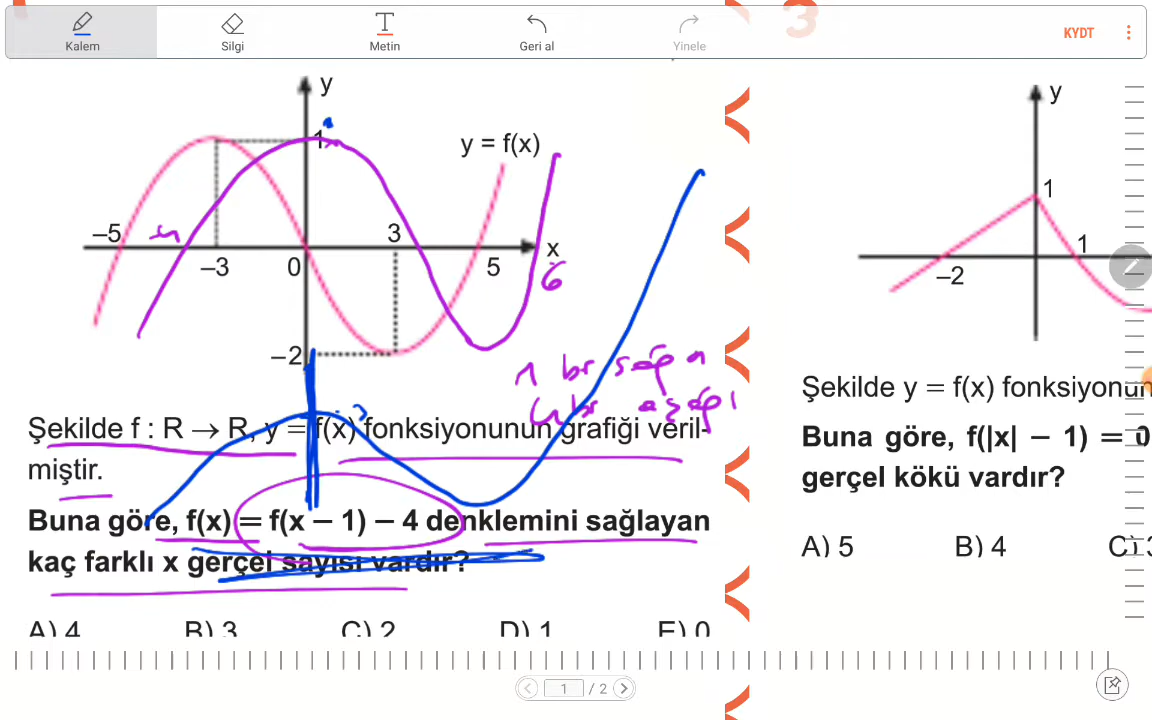 Kalem
Silgi
Metin
Geri al
Yinele
3
KYDT
y
1
y = f(x)
–5
–3
0
3
5
x
6
–2
1 br sağa
4 br aşağı
Şekilde f : R → R, y = f(x) fonksiyonunun grafiği veril-
miştir.
Buna göre, f(x) = f(x – 1) – 4 denklemini sağlayan
kaç farklı x gerçel sayısı vardır?
A) 4 B) 3 C) 2 D) 1 E) 0
y
1
1
–2
Şekilde y = f(x) fonksiyonun
Buna göre, f(|x| – 1) = 0
gerçel kökü vardır?
A) 5 B) 4 C) 3
1 / 2